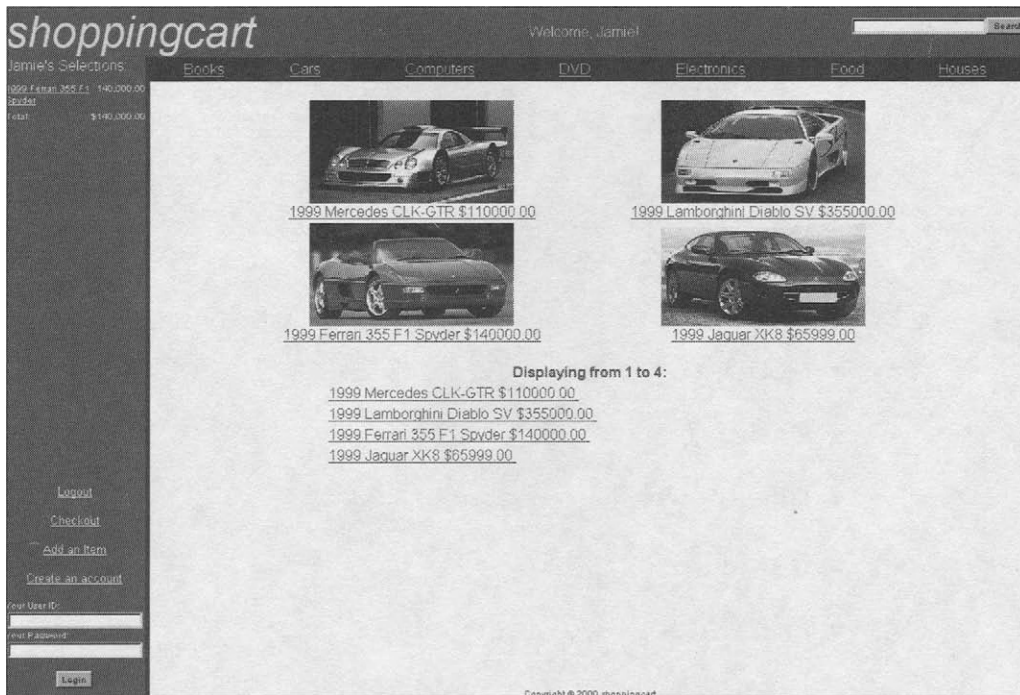 shoppingcart
Welcome, Jamie!
Search
Jamie's Selections:
Books Cars Computers DVD Electronics Food Houses
1999 Ferrari 355 F1 Spyder 140,000.00
Total: $140,000.00
1999 Mercedes CLK-GTR $110000.00
1999 Lamborghini Diablo SV $355000.00
1999 Ferrari 355 F1 Spyder $140000.00
1999 Jaguar XK8 $65999.00
Displaying from 1 to 4:
1999 Mercedes CLK-GTR $110000.00
1999 Lamborghini Diablo SV $355000.00
1999 Ferrari 355 F1 Spyder $140000.00
1999 Jaguar XK8 $65999.00
Logout
Checkout
Add an Item
Create an account
Your User ID:
Your Password:
Login
Copyright © 2000 shoppingcart